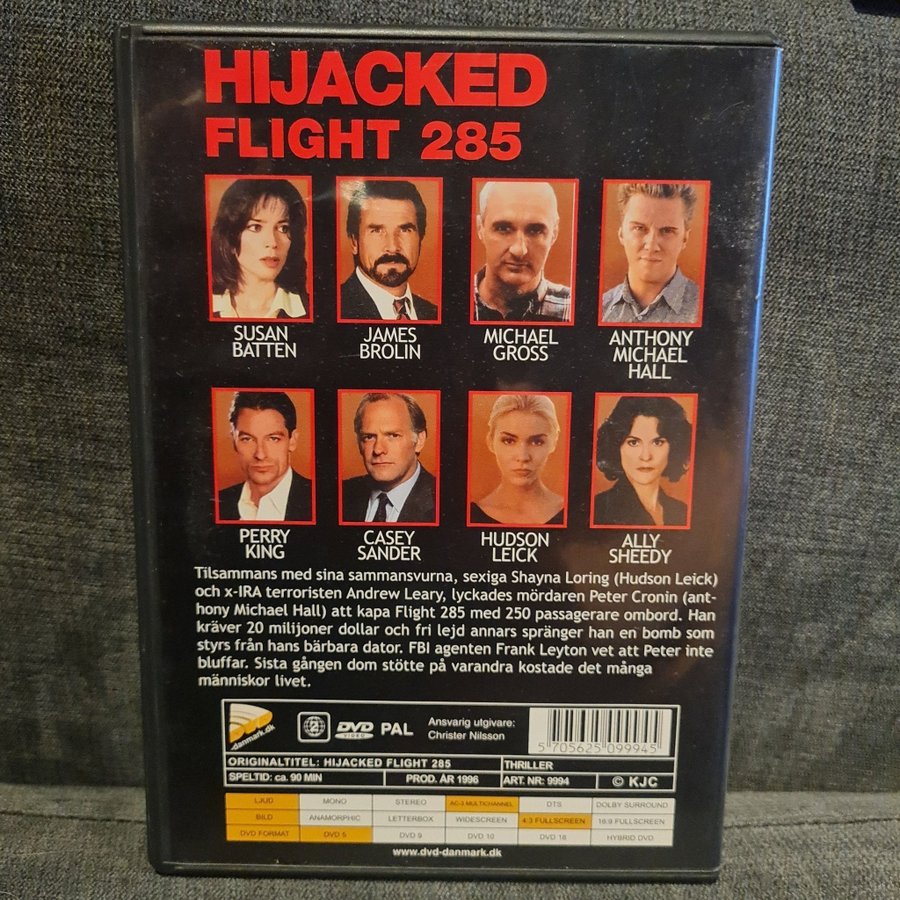 HIJACKED
FLIGHT 285
SUSAN
BATTEN
JAMES
BROLIN
MICHAEL
GROSS
ANTHONY
MICHAEL
HALL
PERRY
KING
CASEY
SANDER
HUDSON
LEICK
ALLY
SHEEDY
Tilsammans med sina sammansvurna, sexiga Shayna Loring (Hudson Leick)
och x-IRA terroristen Andrew Leary, lyckades mördaren Peter Cronin (ant-
hony Michael Hall) att kapa Flight 285 med 250 passagerare ombord. Han
kräver 20 milijoner dollar och fri lejd annars spränger han en bomb som
styrs från hans bärbara dator. FBI agenten Frank Leyton vet att Peter inte
bluffar. Sista gången dom stötte på varandra kostade det många
människor livet.
DVD
-danmark.dk
2
DVD
VIDEO
PAL
Ansvarig utgivare:
Christer Nilsson
5 705625 099945
ORIGINALTITEL: HIJACKED FLIGHT 285 THRILLER
SPELTID: ca. 90 MIN PROD. ÅR 1996 ART. NR: 9994 © KJC
LJUD MONO STEREO AC-3 MULTICHANNEL DTS DOLBY SURROUND
BILD ANAMORPHIC LETTERBOX WIDESCREEN 4:3 FULLSCREEN 16:9 FULLSCREEN
DVD FORMAT DVD 5 DVD 9 DVD 10 DVD 18 HYBRID DVD
www.dvd-danmark.dk